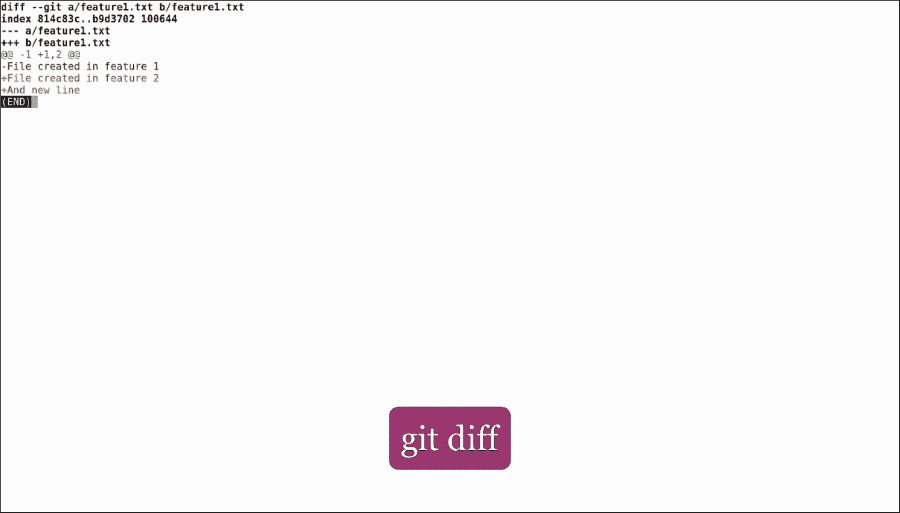 diff --git a/feature1.txt b/feature1.txt
index 814c83c..b9d3702 100644
--- a/feature1.txt
+++ b/feature1.txt
@@ -1 +1,2 @@
-File created in feature 1
+File created in feature 2
+And new line
(END)
git diff